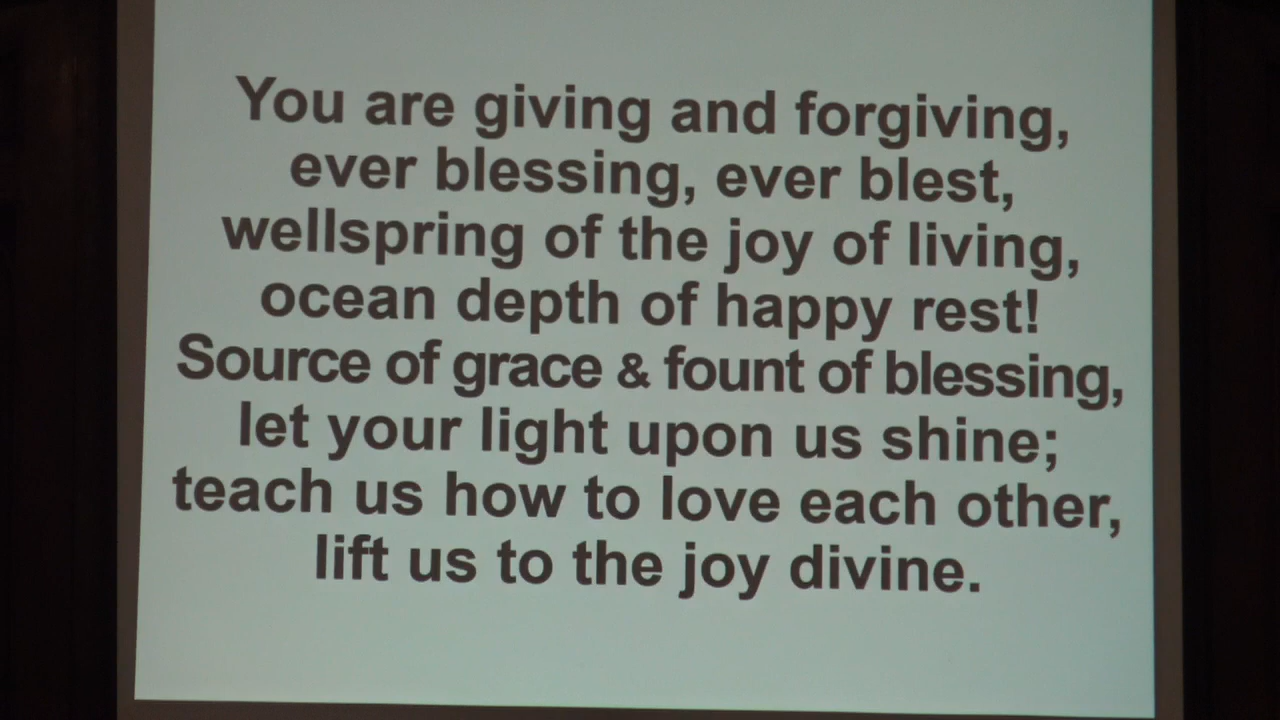 You are giving and forgiving,
ever blessing, ever blest,
wellspring of the joy of living,
ocean depth of happy rest!
Source of grace & fount of blessing,
let your light upon us shine;
teach us how to love each other,
lift us to the joy divine.